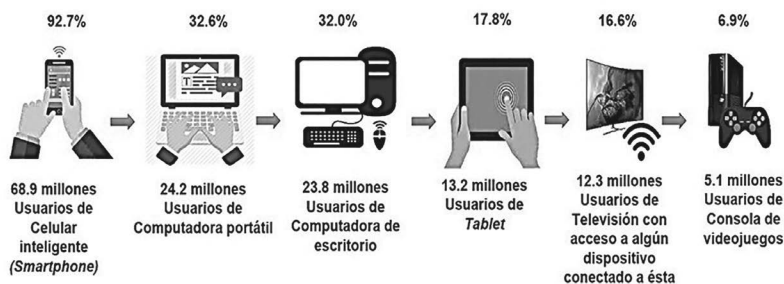 92.7%
32.6%
32.0%
17.8%
16.6%
6.9%
68.9 millones
Usuarios de
Celular
inteligente
(Smartphone)
24.2 millones
Usuarios de
Computadora portátil
23.8 millones
Usuarios de
Computadora de
escritorio
13.2 millones
Usuarios de
Tablet
12.3 millones
Usuarios de
Televisión con
acceso a algún
dispositivo
conectado a ésta
5.1 millones
Usuarios de
Consola de
videojuegos